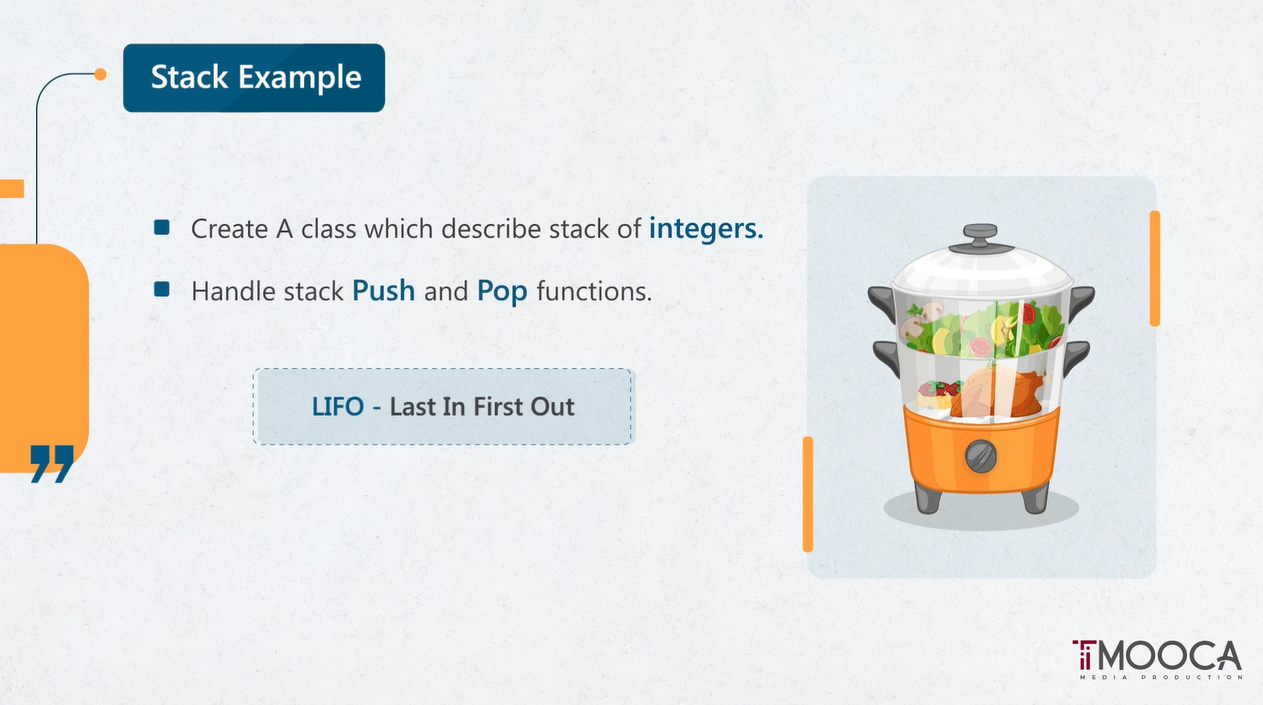 Stack Example
Create A class which describe stack of integers.
Handle stack Push and Pop functions.
LIFO - Last In First Out
TiMOOCA
MEDIA PRODUCTION